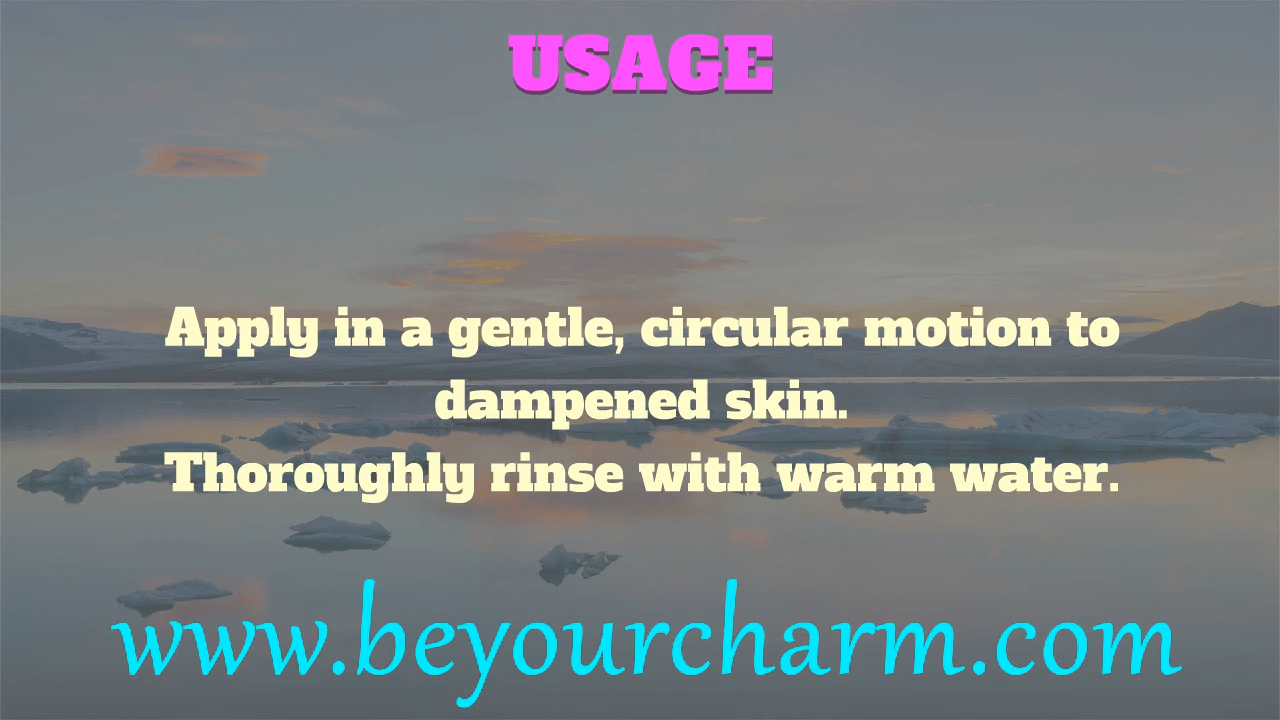 USAGE
Apply in a gentle, circular motion to
dampened skin.
Thoroughly rinse with warm water.
www.beyourcharm.com